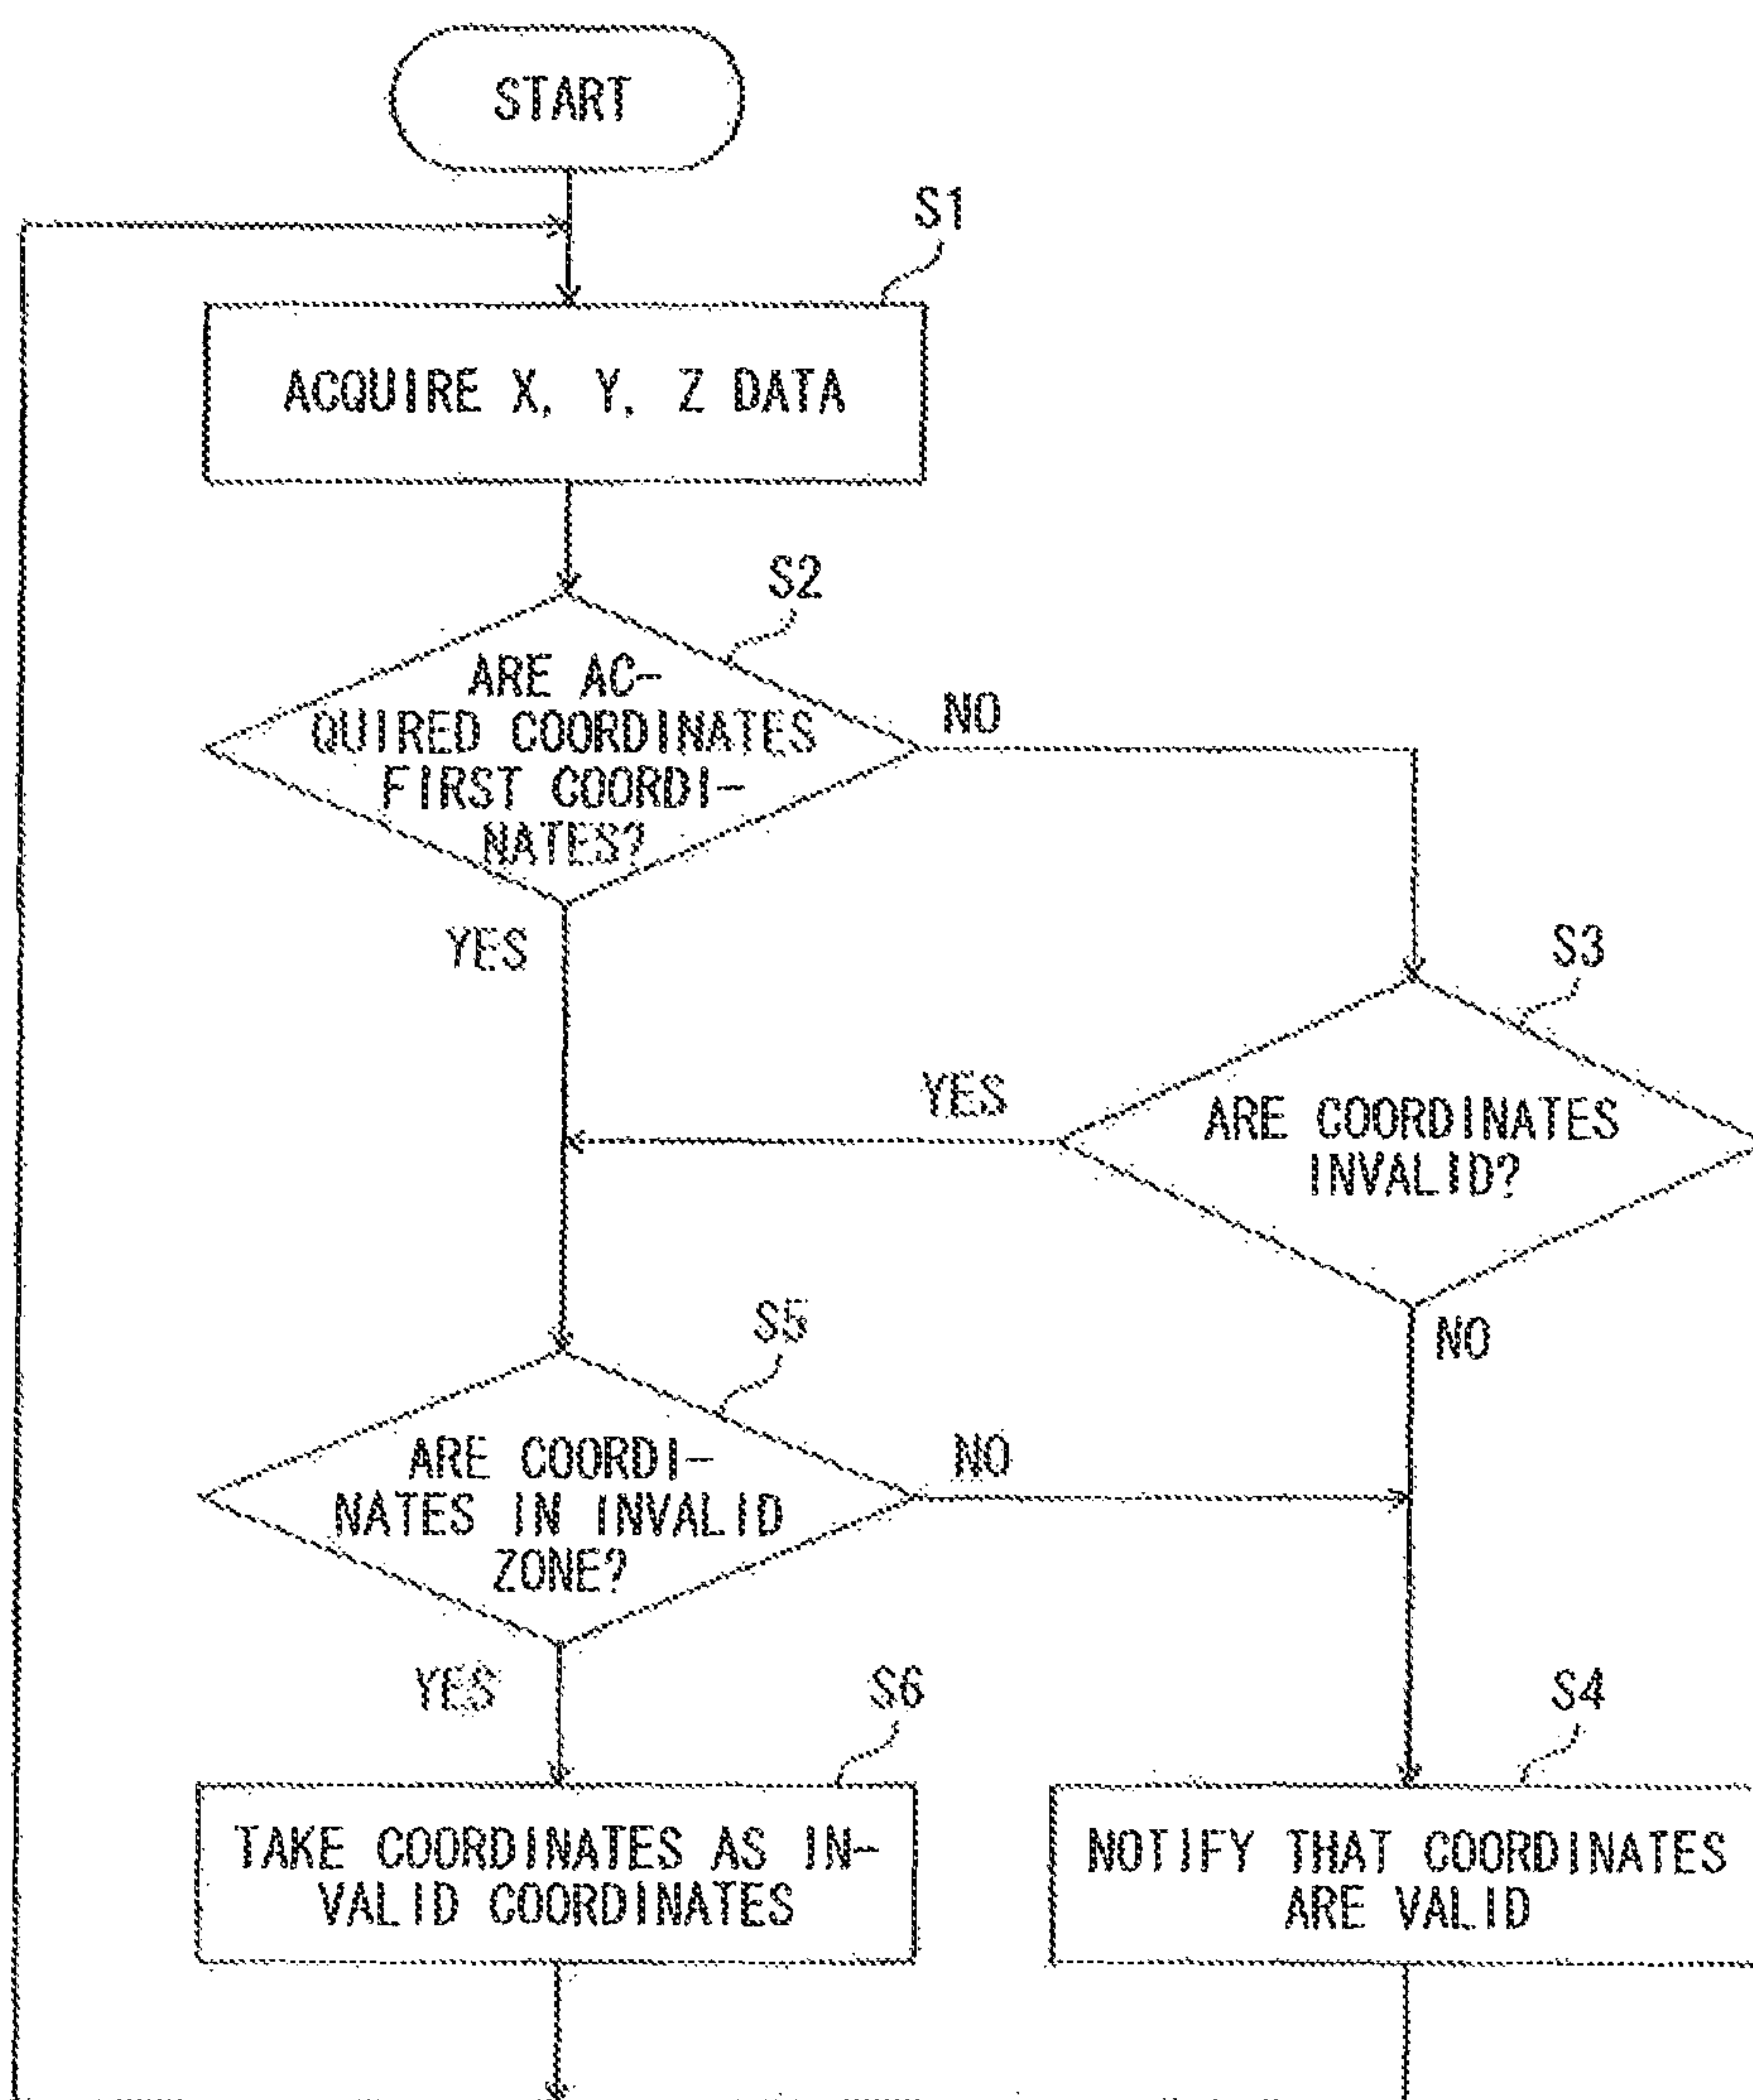 START
S1
ACQUIRE X, Y, Z DATA
S2
ARE AC-
QUIRED COORDINATES
FIRST COORDI-
NATES?
NO
YES
S3
ARE COORDINATES
INVALID?
YES
NO
S5
ARE COORDI-
NATES IN INVALID
ZONE?
NO
YES
S6
TAKE COORDINATES AS IN-
VALID COORDINATES
S4
NOTIFY THAT COORDINATES
ARE VALID